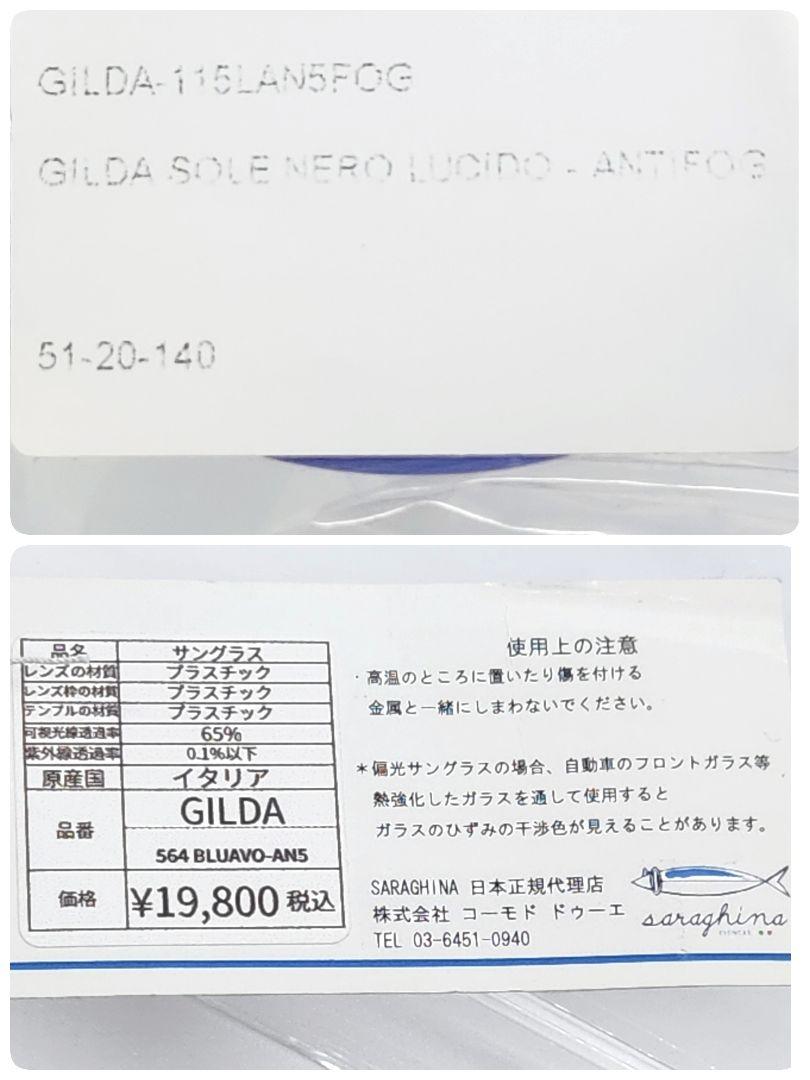 GILDA-115LAN5FOG
GILDA SOLE NERO LUCIDO - ANTIFOG
51-20-140
品名 サングラス
レンズの材質 プラスチック
レンズ枠の材質 プラスチック
テンプルの材質 プラスチック
可視光線透過率 65%
紫外線透過率 0.1%以下
原産国 イタリア
品番 GILDA
564 BLUAVO-AN5
価格 ¥19,800 税込
使用上の注意
・高温のところに置いたり傷を付ける
金属と一緒にしまわないでください。
＊偏光サングラスの場合、自動車のフロントガラス等
熱強化したガラスを通して使用すると
ガラスのひずみの干渉色が見えることがあります。
SARAGHINA 日本正規代理店
株式会社 コーモド ドゥーエ
TEL 03-6451-0940
saraghina
EYEWEAR